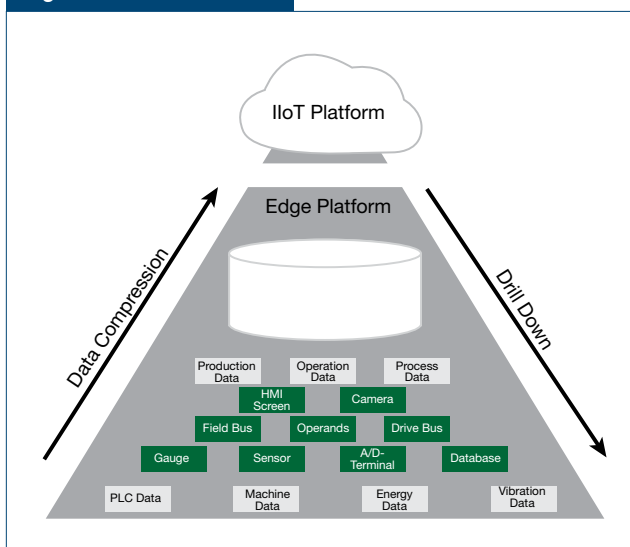 IIoT Platform
Edge Platform
Data Compression
Drill Down
Production
Data
Operation
Data
Process
Data
HMI
Screen
Camera
Field Bus
Operands
Drive Bus
Gauge
Sensor
A/D-
Terminal
Database
PLC Data
Machine
Data
Energy
Data
Vibration
Data